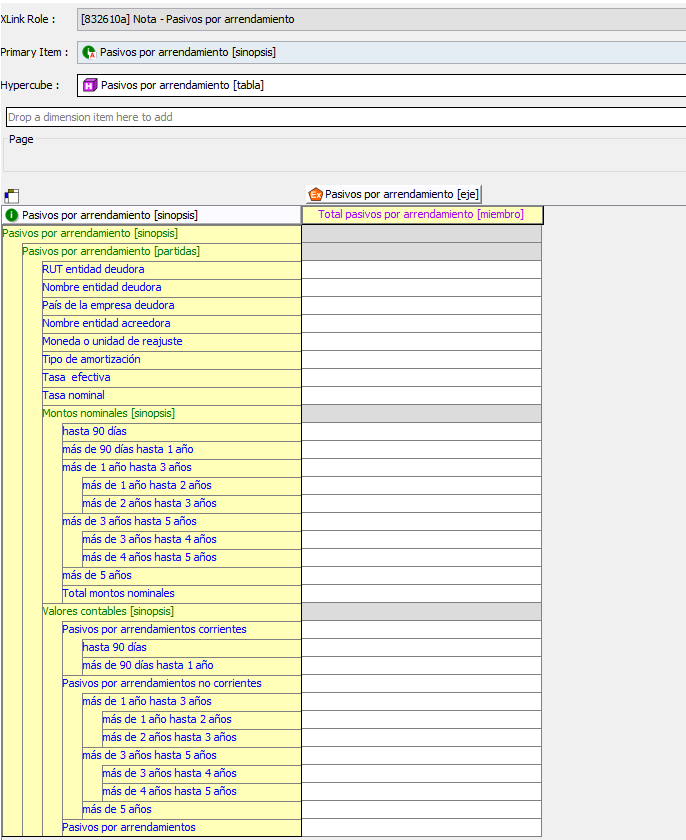 XLink Role : [832610a] Nota - Pasivos por arrendamiento
Primary Item : A Pasivos por arrendamiento [sinopsis]
Hypercube : H Pasivos por arrendamiento [tabla]
Drop a dimension item here to add
Page
Ex Pasivos por arrendamiento [eje]
i Pasivos por arrendamiento [sinopsis] Total pasivos por arrendamiento [miembro]
Pasivos por arrendamiento [sinopsis]
Pasivos por arrendamiento [partidas]
RUT entidad deudora
Nombre entidad deudora
País de la empresa deudora
Nombre entidad acreedora
Moneda o unidad de reajuste
Tipo de amortización
Tasa efectiva
Tasa nominal
Montos nominales [sinopsis]
hasta 90 días
más de 90 días hasta 1 año
más de 1 año hasta 3 años
más de 1 año hasta 2 años
más de 2 años hasta 3 años
más de 3 años hasta 5 años
más de 3 años hasta 4 años
más de 4 años hasta 5 años
más de 5 años
Total montos nominales
Valores contables [sinopsis]
Pasivos por arrendamientos corrientes
hasta 90 días
más de 90 días hasta 1 año
Pasivos por arrendamientos no corrientes
más de 1 año hasta 3 años
más de 1 año hasta 2 años
más de 2 años hasta 3 años
más de 3 años hasta 5 años
más de 3 años hasta 4 años
más de 4 años hasta 5 años
más de 5 años
Pasivos por arrendamientos